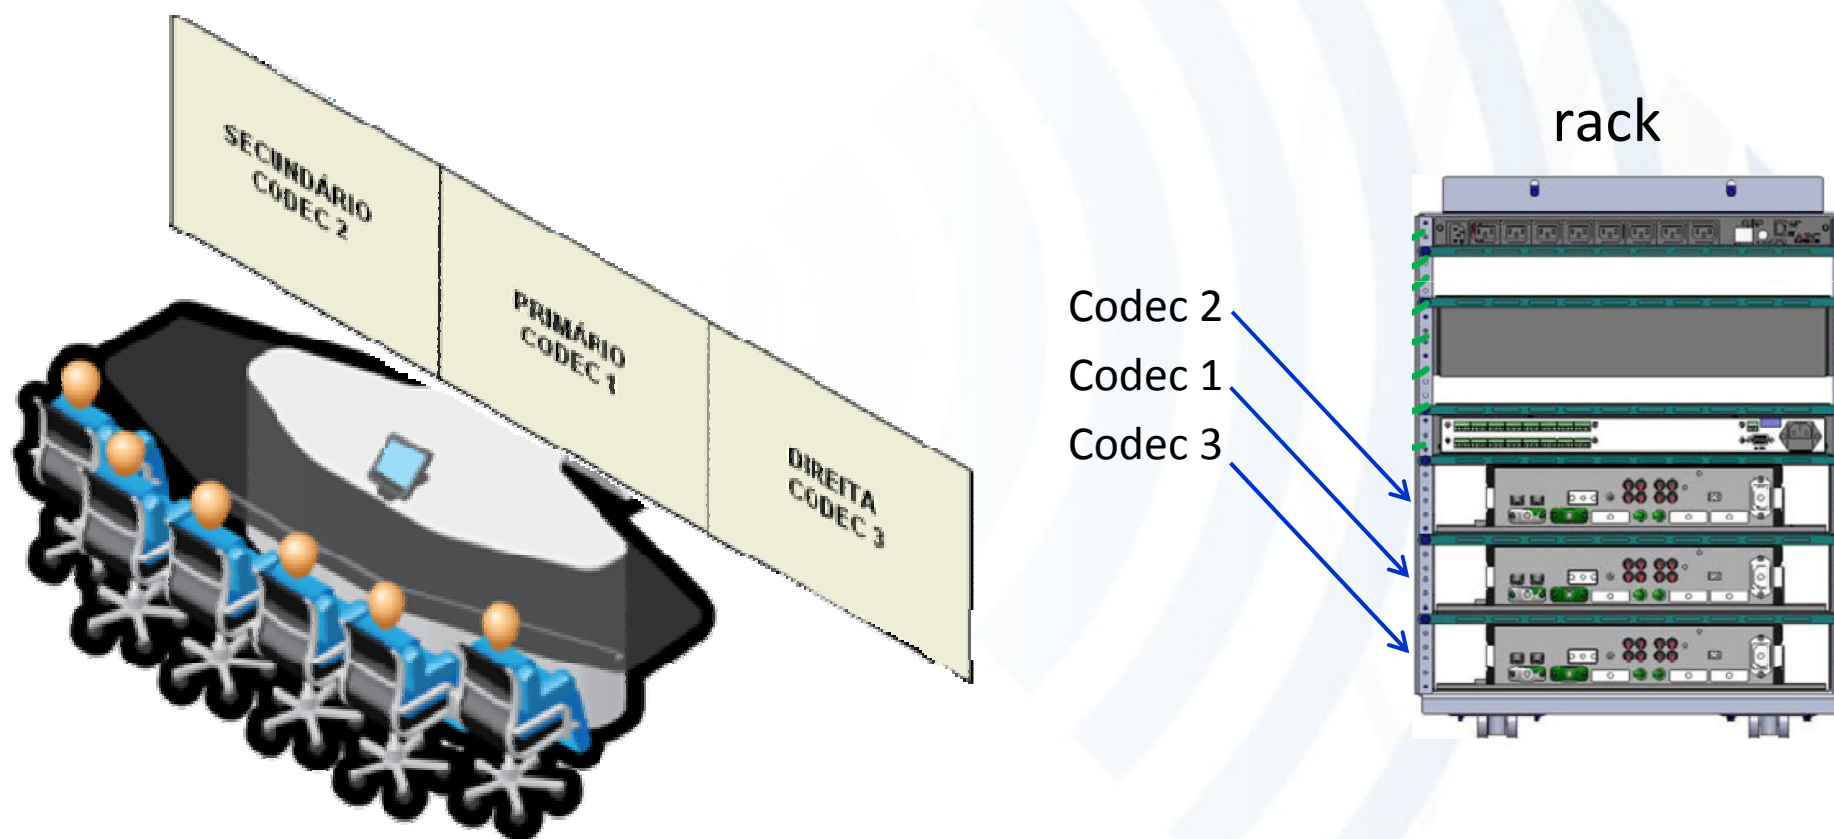 SECUNDÁRIO
CODEC 2
PRIMÁRIO
CODEC 1
DIREITA
CODEC 3
rack
Codec 2
Codec 1
Codec 3